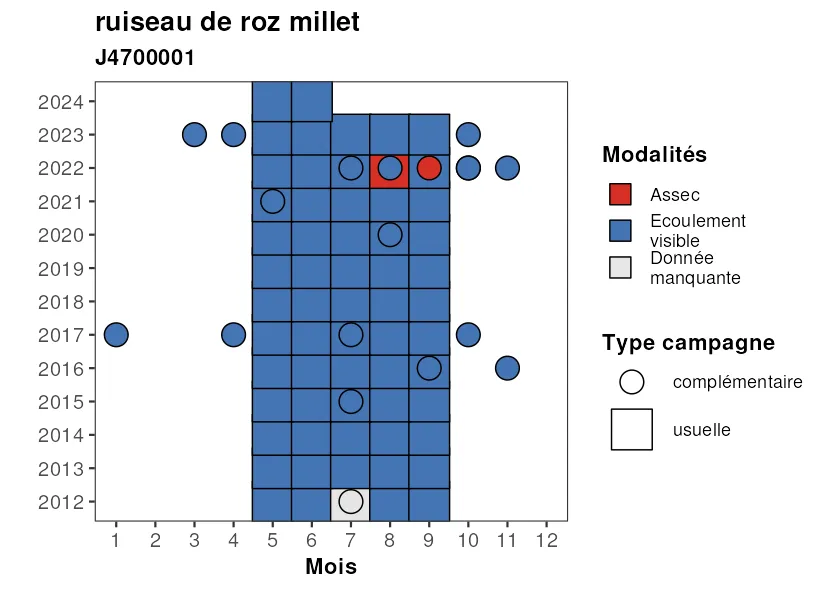 ruiseau de roz millet
J4700001
2024
2023
2022
2021
2020
2019
2018
2017
2016
2015
2014
2013
2012
1 2 3 4 5 6 7 8 9 10 11 12
Mois
Modalités
Assec
Ecoulement
visible
Donnée
manquante
Type campagne
complémentaire
usuelle